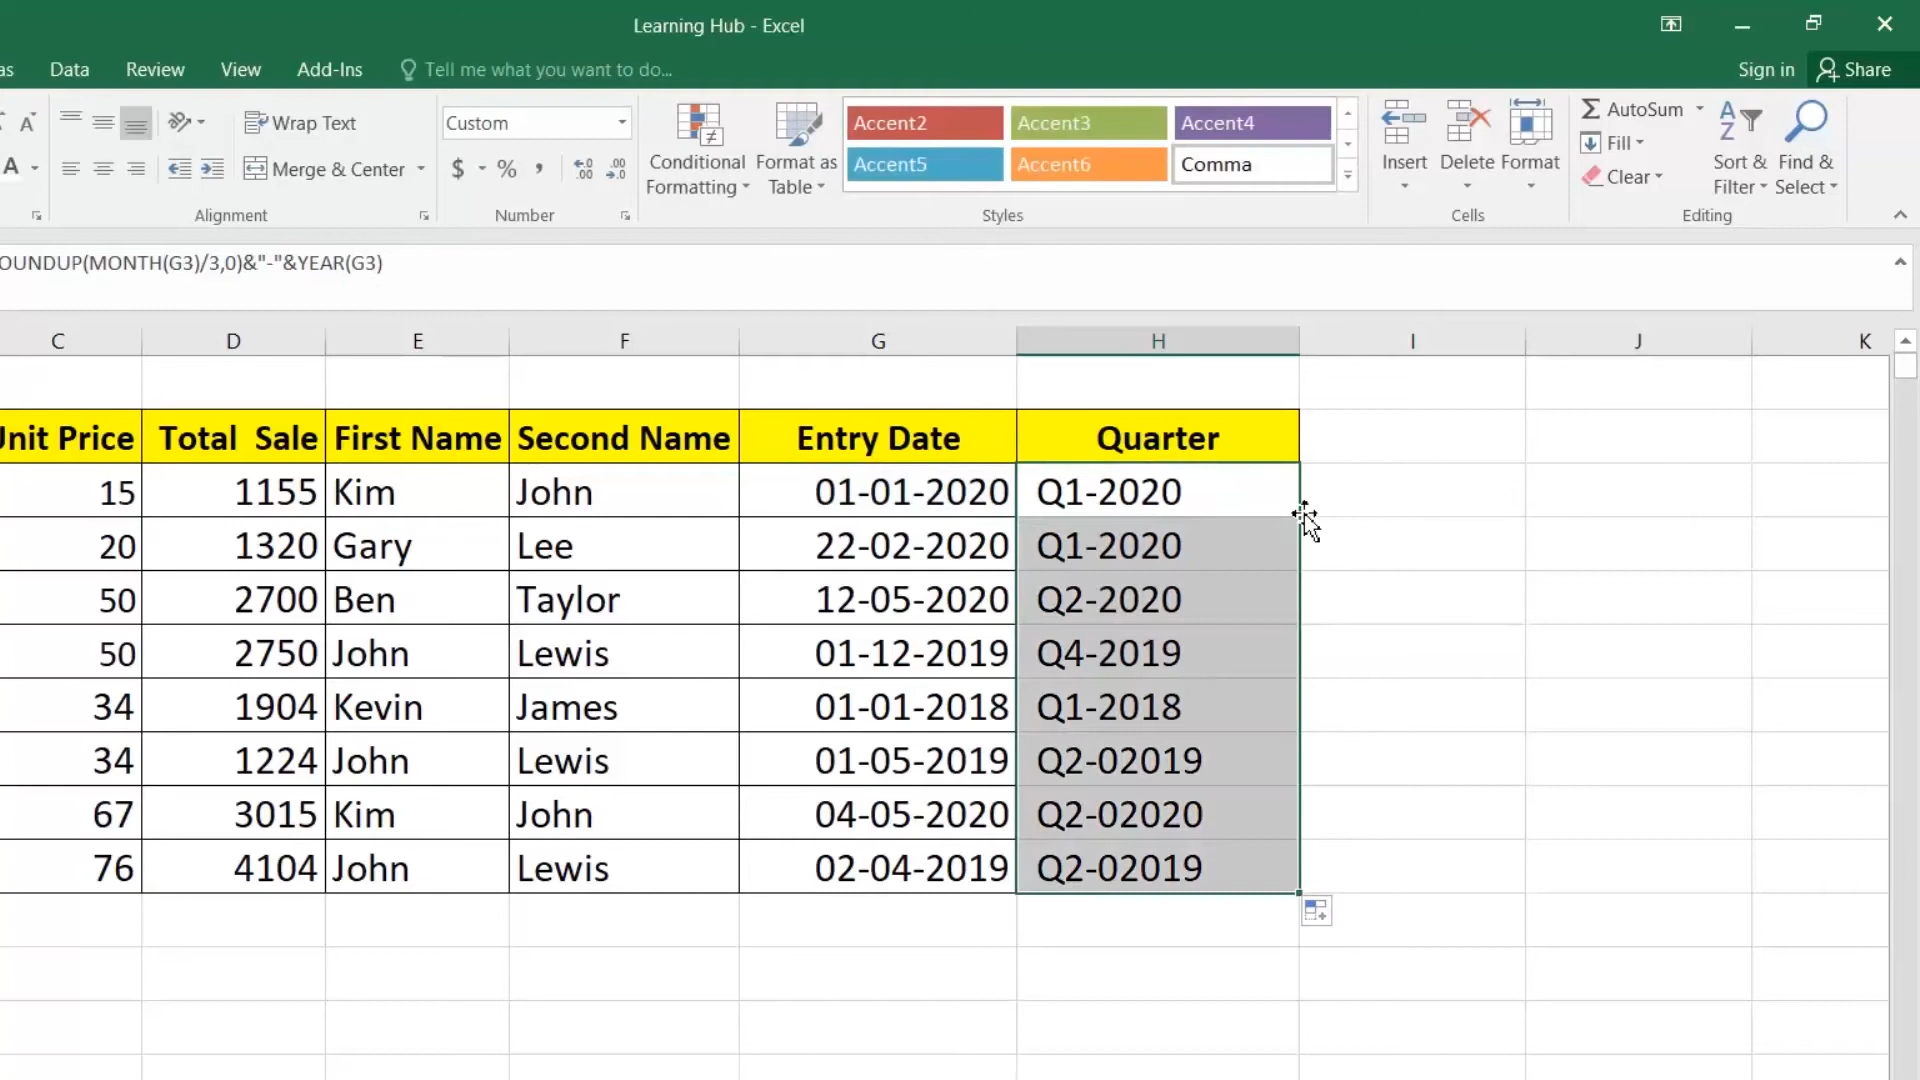 Learning Hub - Excel
as Data Review View Add-Ins Tell me what you want to do... Sign in Share
A Wrap Text Custom Accent2 Accent3 Accent4 AutoSum
A Merge & Center $ % , Conditional Formatting Format as Table Accent5 Accent6 Comma Insert Delete Format Fill Clear Sort & Filter Find & Select
Alignment Number Styles Cells Editing
OUNDUP(MONTH(G3)/3,0)&"-"&YEAR(G3)
C D E F G H I J K
Unit Price Total Sale First Name Second Name Entry Date Quarter
15 1155 Kim John 01-01-2020 Q1-2020
20 1320 Gary Lee 22-02-2020 Q1-2020
50 2700 Ben Taylor 12-05-2020 Q2-2020
50 2750 John Lewis 01-12-2019 Q4-2019
34 1904 Kevin James 01-01-2018 Q1-2018
34 1224 John Lewis 01-05-2019 Q2-02019
67 3015 Kim John 04-05-2020 Q2-02020
76 4104 John Lewis 02-04-2019 Q2-02019